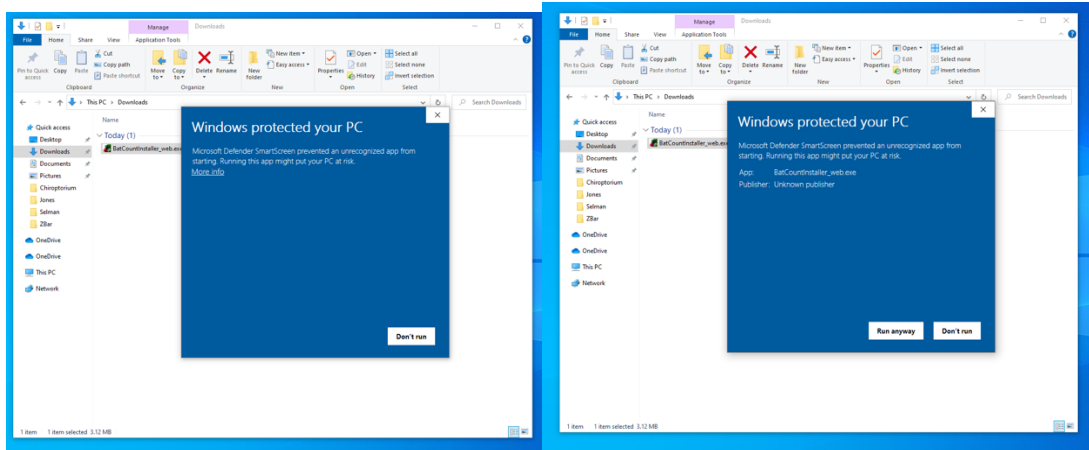 Manage
Downloads
File Home Share View Application Tools
Pin to Quick access
Copy
Paste
Cut
Copy path
Paste shortcut
Clipboard
Move to
Copy to
Delete
Rename
Organize
New folder
New item
Easy access
New
Properties
Open
Edit
History
Open
Select all
Select none
Invert selection
Select
This PC > Downloads
Search Downloads
Quick access
Desktop
Downloads
Documents
Pictures
Chiroptorium
Jones
Selman
ZBar
OneDrive
OneDrive
This PC
Network
Name
Today (1)
BatCountInstaller_web.exe
Windows protected your PC
Microsoft Defender SmartScreen prevented an unrecognized app from
starting. Running this app might put your PC at risk.
More info
Don't run
1 item 1 item selected 3.12 MB
Manage
Downloads
File Home Share View Application Tools
Pin to Quick access
Copy
Paste
Cut
Copy path
Paste shortcut
Clipboard
Move to
Copy to
Delete
Rename
Organize
New folder
New item
Easy access
New
Properties
Open
Edit
History
Open
Select all
Select none
Invert selection
Select
This PC > Downloads
Search Downloads
Quick access
Desktop
Downloads
Documents
Pictures
Chiroptorium
Jones
Selman
ZBar
OneDrive
OneDrive
This PC
Network
Name
Today (1)
BatCountInstaller_web.exe
Windows protected your PC
Microsoft Defender SmartScreen prevented an unrecognized app from
starting. Running this app might put your PC at risk.
App: BatCountInstaller_web.exe
Publisher: Unknown publisher
Run anyway Don't run
1 item 1 item selected 3.12 MB